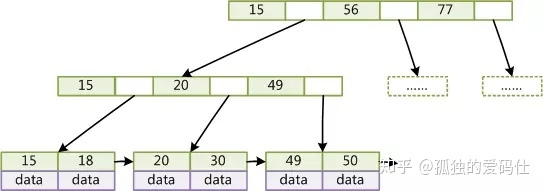 15 56 77
15 20 49 ...... ......
15 18 20 30 49 50
data data data data data data
知乎 @孤独的爱码仕